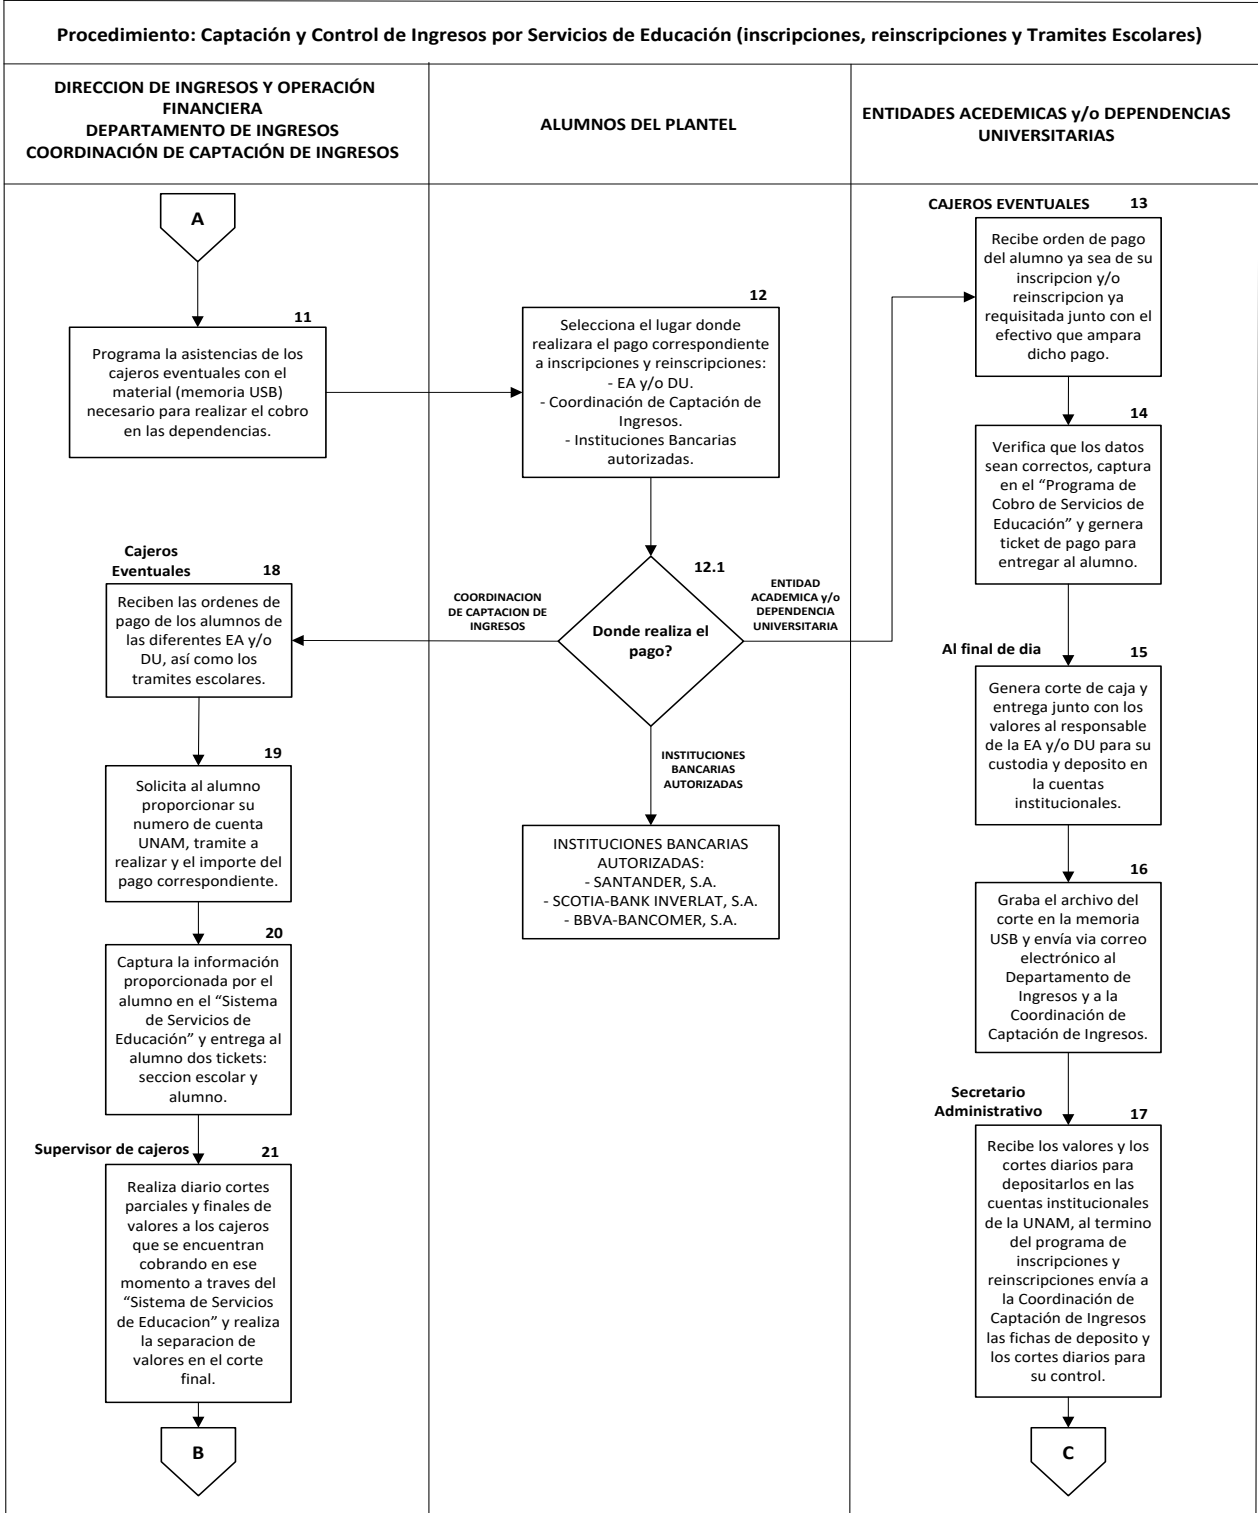 Procedimiento: Captación y Control de Ingresos por Servicios de Educación (inscripciones, reinscripciones y Tramites Escolares)
DIRECCION DE INGRESOS Y OPERACIÓN
FINANCIERA
DEPARTAMENTO DE INGRESOS
COORDINACIÓN DE CAPTACIÓN DE INGRESOS
ALUMNOS DEL PLANTEL
ENTIDADES ACEDEMICAS y/o DEPENDENCIAS
UNIVERSITARIAS
A
11
Programa la asistencias de los
cajeros eventuales con el
material (memoria USB)
necesario para realizar el cobro
en las dependencias.
12
Selecciona el lugar donde
realizara el pago correspondiente
a inscripciones y reinscripciones:
- EA y/o DU.
- Coordinación de Captación de
Ingresos.
- Instituciones Bancarias
autorizadas.
12.1
Donde realiza el
pago?
COORDINACION
DE CAPTACION DE
INGRESOS
ENTIDAD
ACADEMICA y/o
DEPENDENCIA
UNIVERSITARIA
INSTITUCIONES
BANCARIAS
AUTORIZADAS
INSTITUCIONES BANCARIAS
AUTORIZADAS:
- SANTANDER, S.A.
- SCOTIA-BANK INVERLAT, S.A.
- BBVA-BANCOMER, S.A.
CAJEROS EVENTUALES
13
Recibe orden de pago
del alumno ya sea de su
inscripcion y/o
reinscripcion ya
requisitada junto con el
efectivo que ampara
dicho pago.
14
Verifica que los datos
sean correctos, captura
en el “Programa de
Cobro de Servicios de
Educación” y gernera
ticket de pago para
entregar al alumno.
Al final de dia
15
Genera corte de caja y
entrega junto con los
valores al responsable
de la EA y/o DU para su
custodia y deposito en
la cuentas
institucionales.
16
Graba el archivo del
corte en la memoria
USB y envía via correo
electrónico al
Departamento de
Ingresos y a la
Coordinación de
Captación de Ingresos.
Secretario
Administrativo
17
Recibe los valores y los
cortes diarios para
depositarlos en las
cuentas institucionales
de la UNAM, al termino
del programa de
inscripciones y
reinscripciones envía a
la Coordinación de
Captación de Ingresos
las fichas de deposito y
los cortes diarios para
su control.
C
Cajeros
Eventuales
18
Reciben las ordenes de
pago de los alumnos de
las diferentes EA y/o
DU, así como los
tramites escolares.
19
Solicita al alumno
proporcionar su
numero de cuenta
UNAM, tramite a
realizar y el importe del
pago correspondiente.
20
Captura la información
proporcionada por el
alumno en el “Sistema
de Servicios de
Educación” y entrega al
alumno dos tickets:
seccion escolar y
alumno.
Supervisor de cajeros
21
Realiza diario cortes
parciales y finales de
valores a los cajeros
que se encuentran
cobrando en ese
momento a traves del
“Sistema de Servicios
de Educacion” y realiza
la separacion de
valores en el corte
final.
B